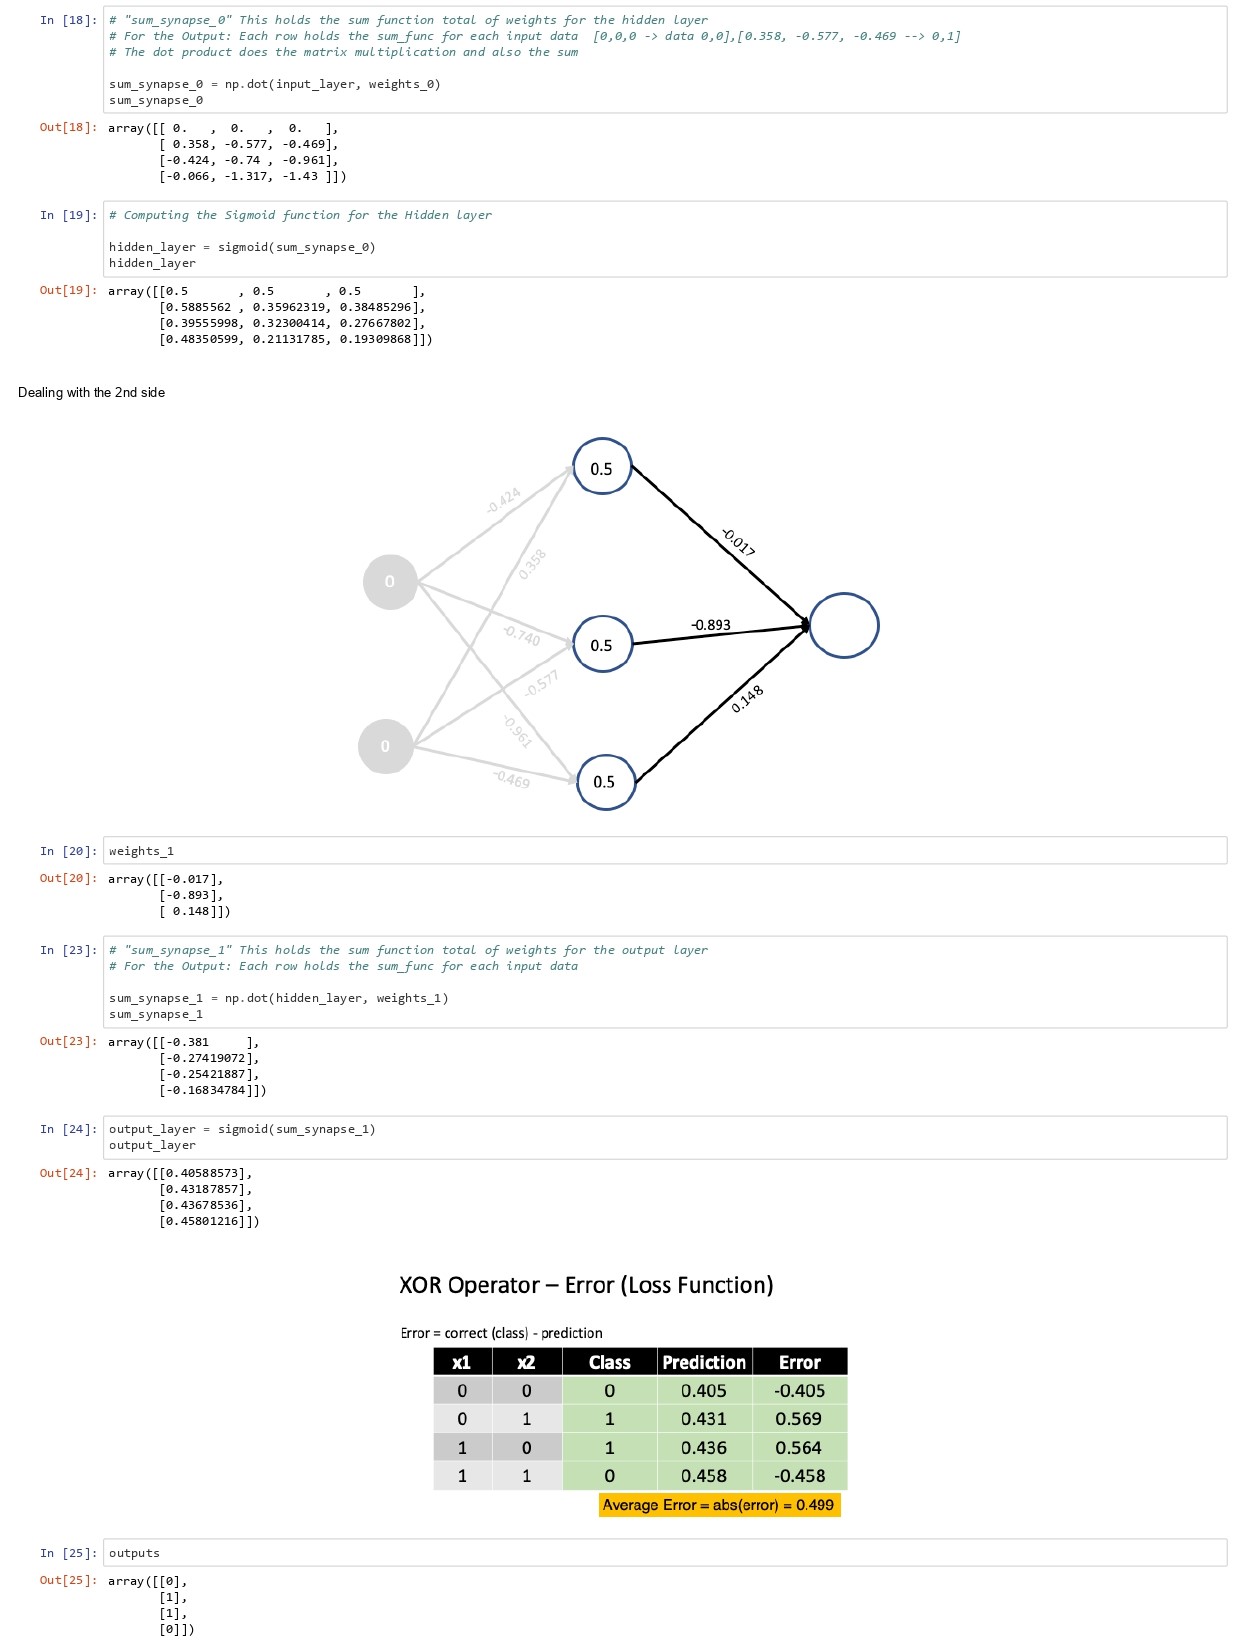 In [18]: # "sum_synapse_0" This holds the sum function total of weights for the hidden layer
# For the Output: Each row holds the sum_func for each input data  [0,0,0 -> data 0,0],[0.358, -0.577, -0.469 --> 0,1]
# The dot product does the matrix multiplication and also the sum
sum_synapse_0 = np.dot(input_layer, weights_0)
sum_synapse_0
Out[18]: array([[ 0.   ,  0.   ,  0.   ],
[ 0.358, -0.577, -0.469],
[-0.424, -0.74 , -0.961],
[-0.066, -1.317, -1.43 ]])
In [19]: # Computing the Sigmoid function for the Hidden layer
hidden_layer = sigmoid(sum_synapse_0)
hidden_layer
Out[19]: array([[0.5       , 0.5       , 0.5       ],
[0.5885562 , 0.35962319, 0.38485296],
[0.39555998, 0.32300414, 0.27667802],
[0.48350599, 0.21131785, 0.19309868]])
Dealing with the 2nd side
0.5
-0.424
-0.017
0.358
0
-0.740
0.5
-0.893
-0.577
0.148
-0.961
0
-0.469
0.5
In [20]: weights_1
Out[20]: array([[-0.017],
[-0.893],
[ 0.148]])
In [23]: # "sum_synapse_1" This holds the sum function total of weights for the output layer
# For the Output: Each row holds the sum_func for each input data
sum_synapse_1 = np.dot(hidden_layer, weights_1)
sum_synapse_1
Out[23]: array([[-0.381     ],
[-0.27419072],
[-0.25421887],
[-0.16834784]])
In [24]: output_layer = sigmoid(sum_synapse_1)
output_layer
Out[24]: array([[0.40588573],
[0.43187857],
[0.43678536],
[0.45801216]])
XOR Operator – Error (Loss Function)
Error = correct (class) - prediction
x1 x2 Class Prediction Error
0 0 0 0.405 -0.405
0 1 1 0.431 0.569
1 0 1 0.436 0.564
1 1 0 0.458 -0.458
Average Error = abs(error) = 0.499
In [25]: outputs
Out[25]: array([[0],
[1],
[1],
[0]])